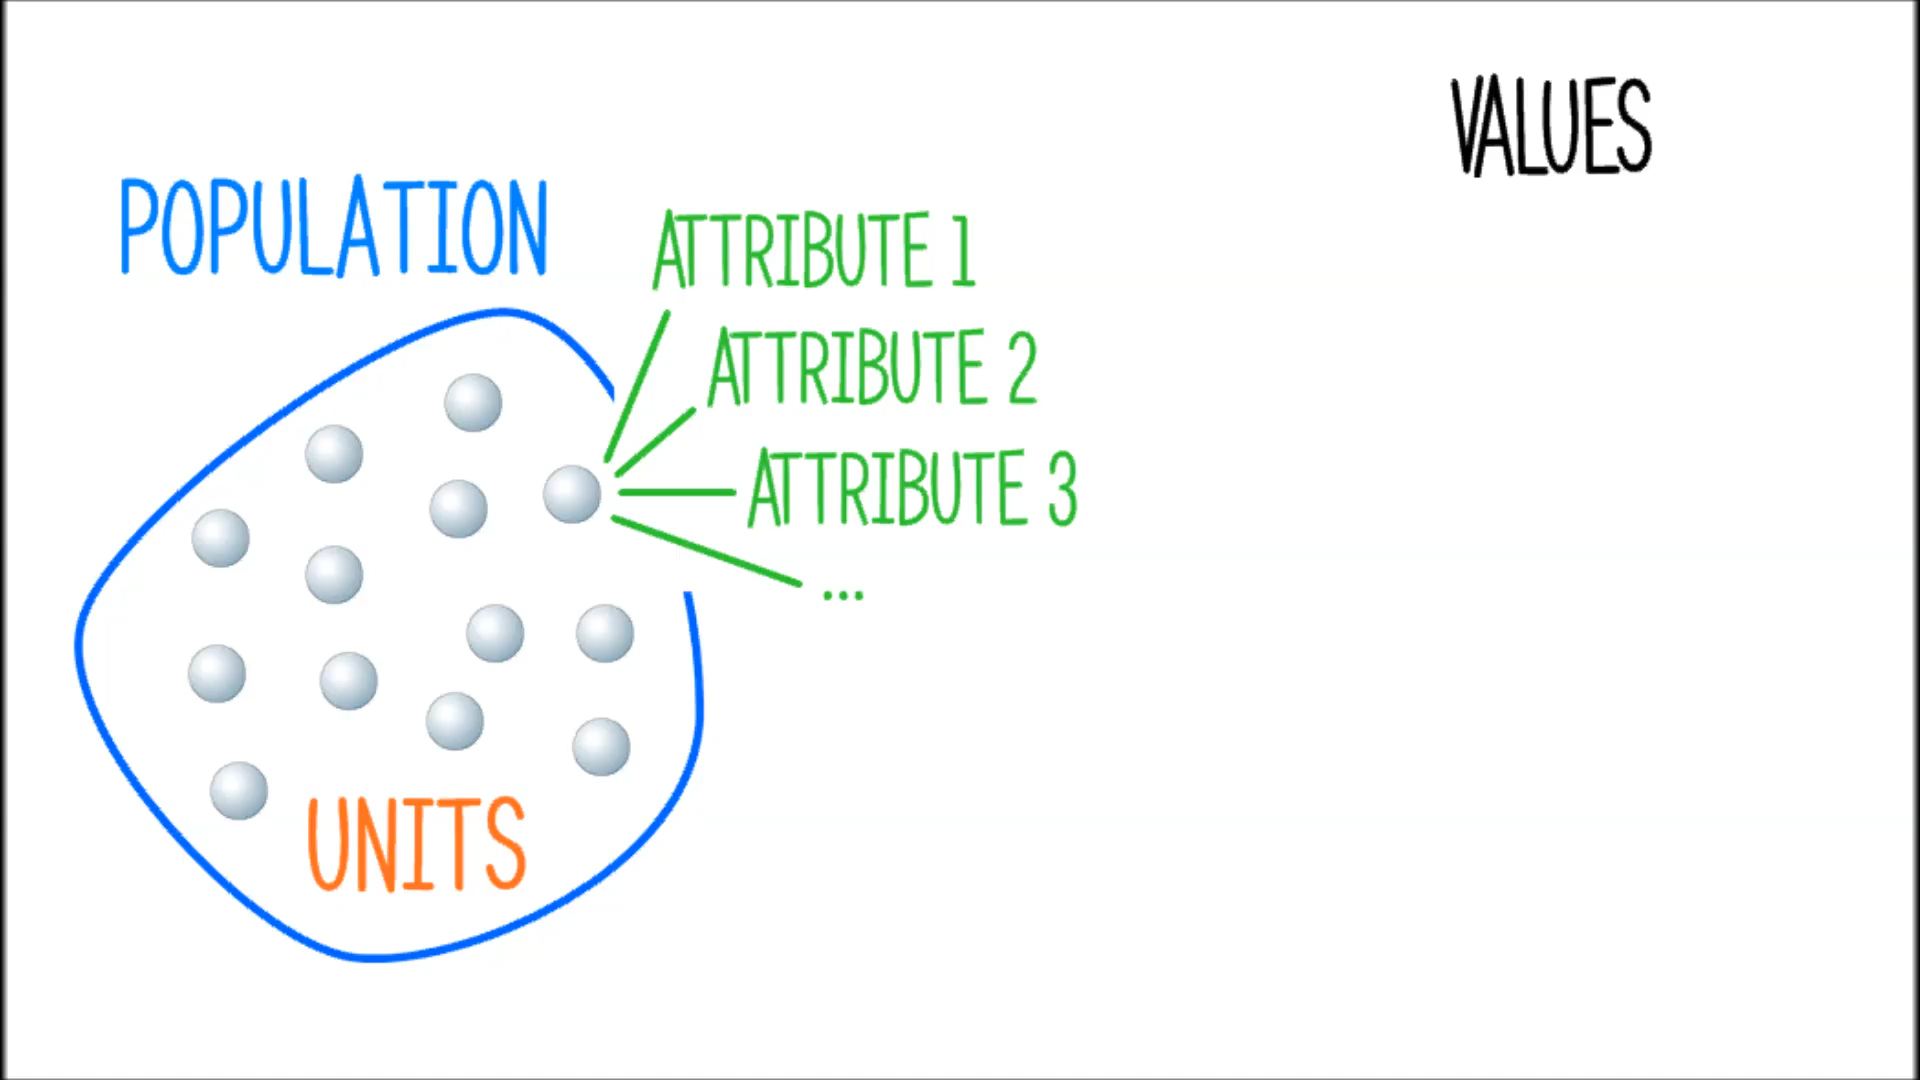 VALUES
POPULATION
ATTRIBUTE 1
ATTRIBUTE 2
ATTRIBUTE 3
...
UNITS